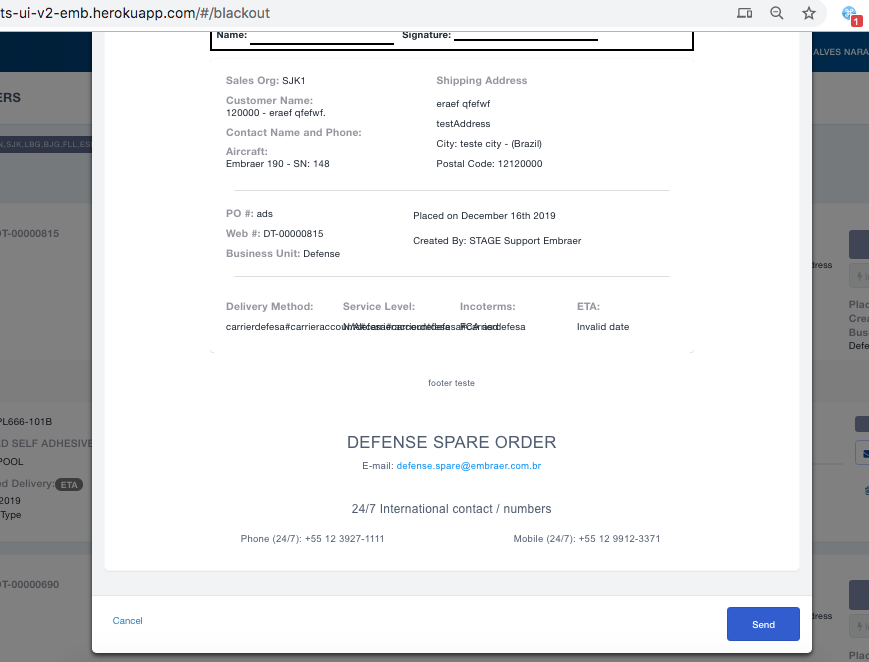 ts-ui-v2-emb.herokuapp.com/#/blackout
1
Name: Signature:
ALVES NARA
ERS
N,SJK,LBG,BJG,FLL,ES
Sales Org: SJK1
Customer Name:
120000 - eraef qfefwf.
Contact Name and Phone:
Aircraft:
Embraer 190 - SN: 148
Shipping Address
eraef qfefwf
testAddress
City: teste city - (Brazil)
Postal Code: 12120000
DT-00000815
PO #: ads
Web #: DT-00000815
Business Unit: Defense
Placed on December 16th 2019
Created By: STAGE Support Embraer
dress
Plac
Crea
Bus
Defe
Delivery Method: Service Level: Incoterms: ETA:
carrierdefesa#carrieraccou
FCA
Invalid date
footer teste
PL666-101B
D SELF ADHESIVE
POOL
ed Delivery: ETA
2019
Type
DEFENSE SPARE ORDER
E-mail: defense.spare@embraer.com.br
24/7 International contact / numbers
Phone (24/7): +55 12 3927-1111
Mobile (24/7): +55 12 9912-3371
DT-00000690
dress
Plac
Cancel
Send